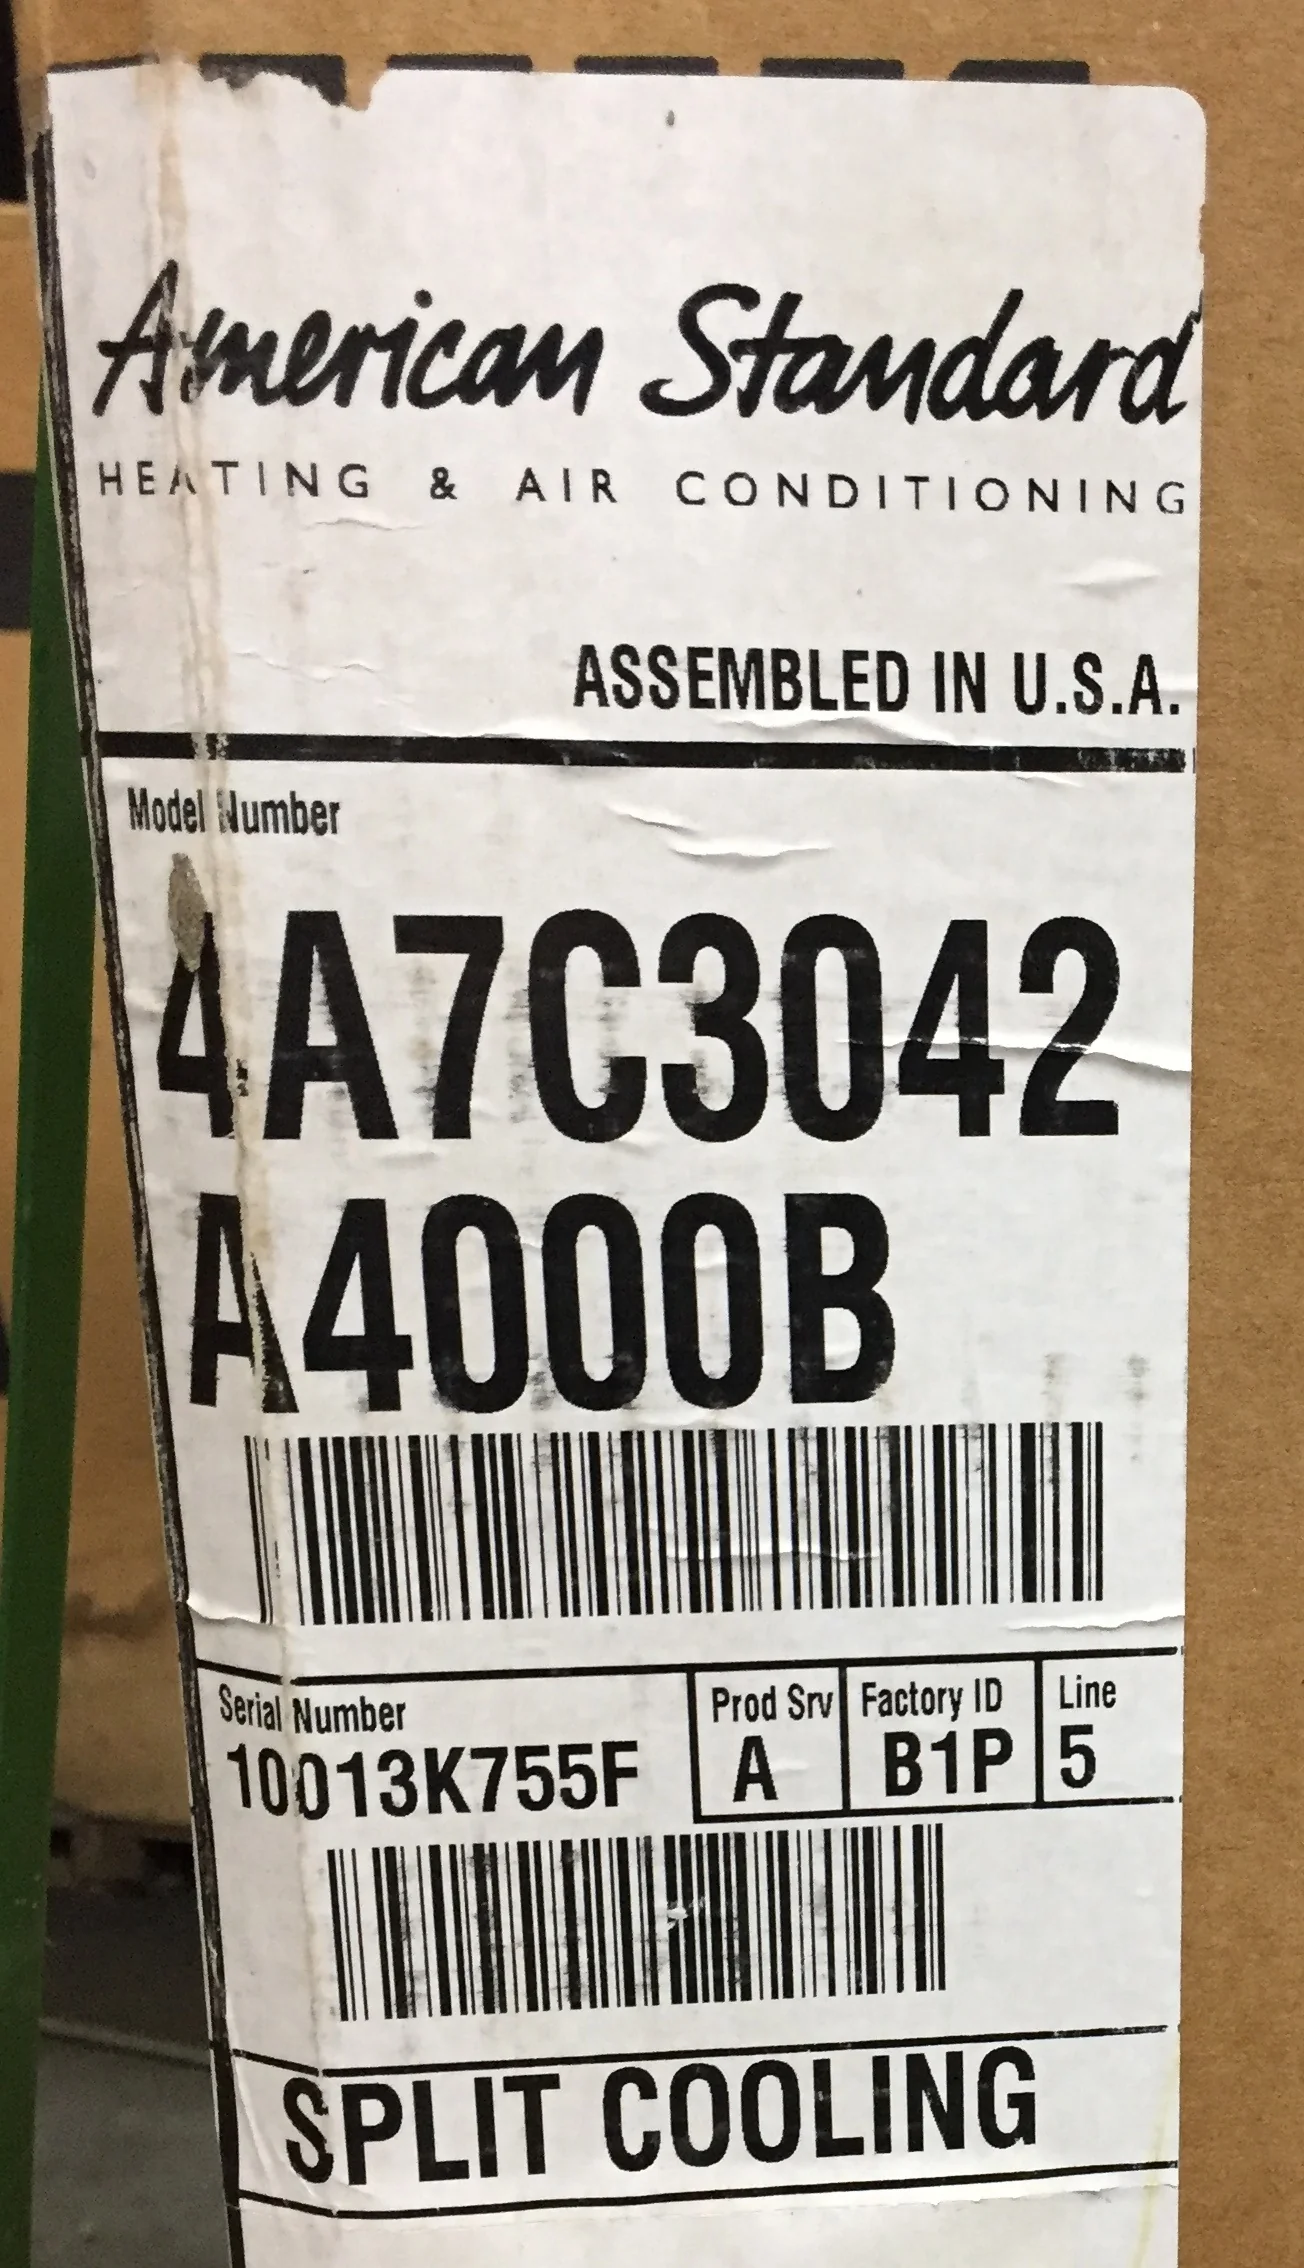 American Standard
HEATING & AIR CONDITIONING
ASSEMBLED IN U.S.A.
Model Number
4A7C3042
A4000B
Serial Number
10013K755F
Prod Srv
A
Factory ID
B1P
Line
5
SPLIT COOLING